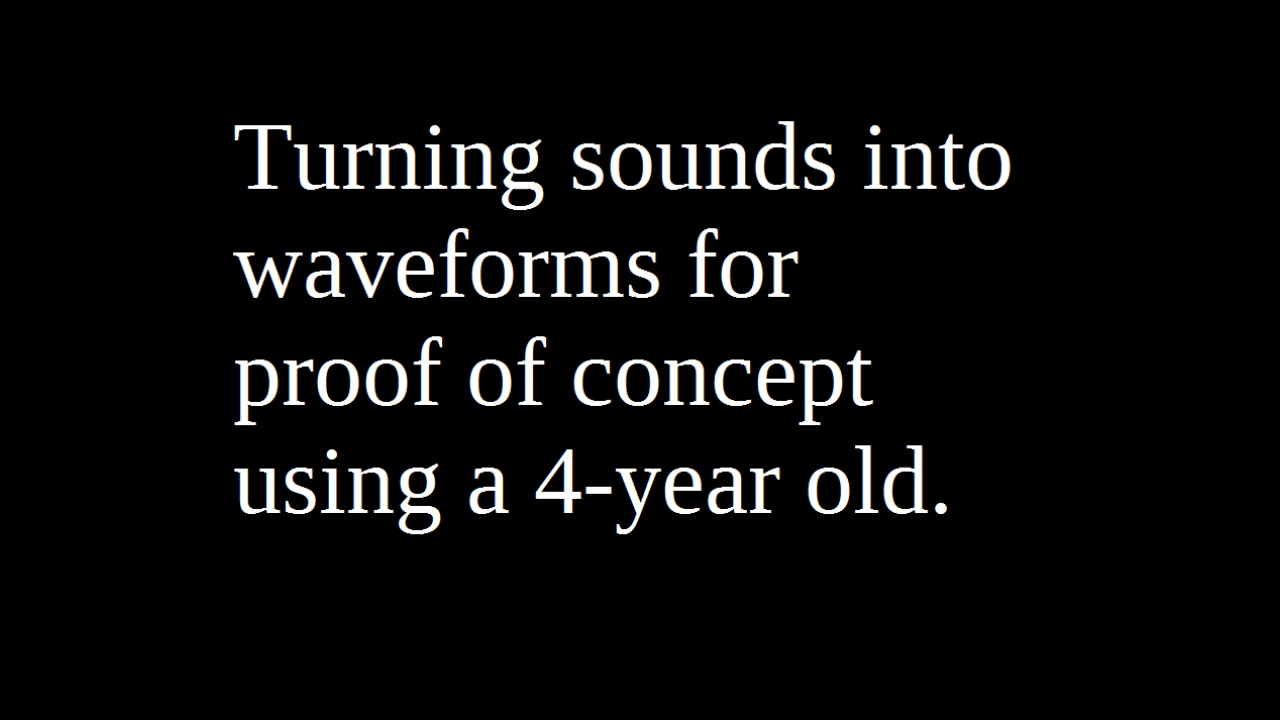 Turning sounds into
waveforms for
proof of concept
using a 4-year old.